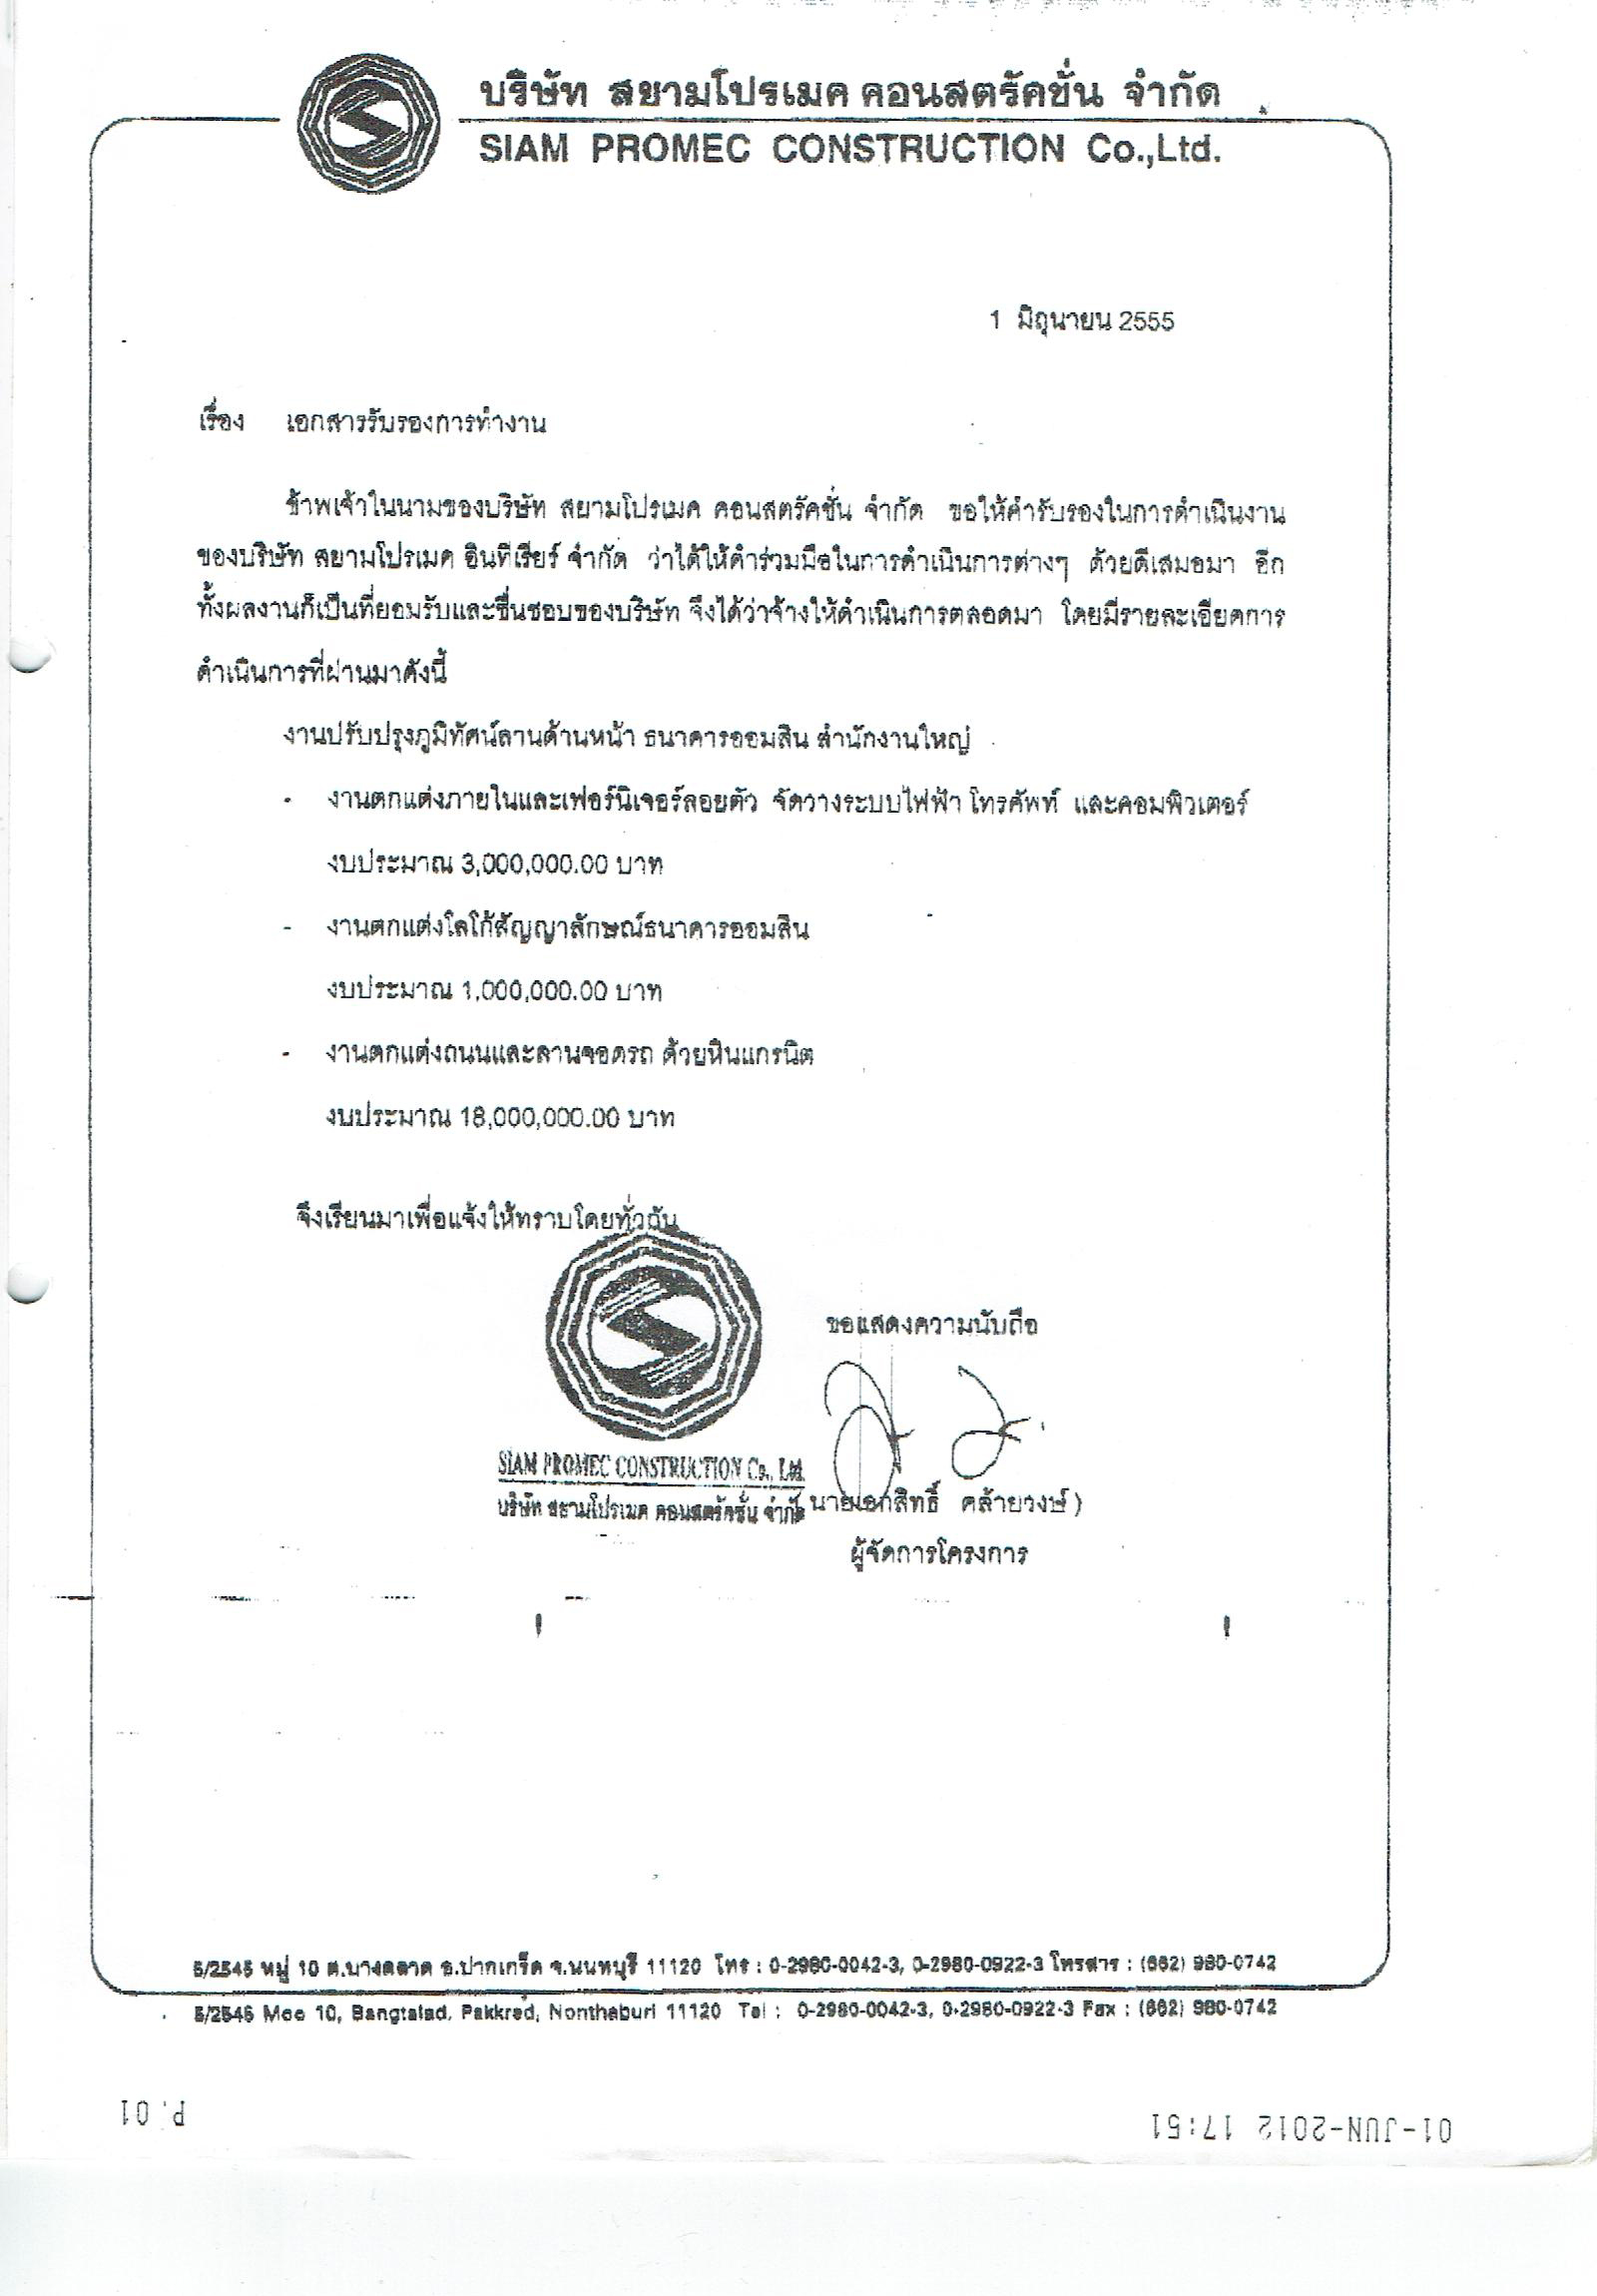 บริษัท สยามโปรเมค คอนสตรัคชั่น จำกัด
SIAM PROMEC CONSTRUCTION Co.,Ltd.
1 มิถุนายน 2555
เรื่อง เอกสารรับรองการทำงาน
ข้าพเจ้าในนามของบริษัท สยามโปรเมค คอนสตรัคชั่น จำกัด ขอให้คำรับรองในการดำเนินงาน
ของบริษัท สยามโปรเมค อินทีเรียร์ จำกัด ว่าได้ให้คำร่วมมือในการดำเนินการต่างๆ ด้วยดีเสมอมา อีก
ทั้งผลงานก็เป็นที่ยอมรับและชื่นชอบของบริษัท จึงได้ว่าจ้างให้ดำเนินการตลอดมา โดยมีรายละเอียดการ
ดำเนินการที่ผ่านมาดังนี้
งานปรับปรุงภูมิทัศน์ลานด้านหน้า ธนาคารออมสิน สำนักงานใหญ่
- งานตกแต่งภายในและเฟอร์นิเจอร์ลอยตัว จัดวางระบบไฟฟ้า โทรศัพท์ และคอมพิวเตอร์
งบประมาณ 3,000,000.00 บาท
- งานตกแต่งโลโก้สัญญาลักษณ์ธนาคารออมสิน
งบประมาณ 1,000,000.00 บาท
- งานตกแต่งถนนและลานจอดรถ ด้วยหินแกรนิต
งบประมาณ 18,000,000.00 บาท
จึงเรียนมาเพื่อแจ้งให้ทราบโดยทั่วกัน
ขอแสดงความนับถือ
SIAM PROMEC CONSTRUCTION Co., Ltd.
บริษัท สยามโปรเมค คอนสตรัคชั่น จำกัด
นายเอกสิทธิ์ คล้ายวงษ์)
ผู้จัดการโครงการ
5/2545 หมู่ 10 ต.บางตลาด อ.ปากเกร็ด จ.นนทบุรี 11120 โทร : 0-2980-0042-3, 0-2980-0922-3 โทรสาร : (662) 980-0742
5/2545 Moo 10, Bangtalad, Pakkred, Nonthaburi 11120 Tel : 0-2980-0042-3, 0-2980-0922-3 Fax : (662) 980-0742
01-JUN-2012 17:51
P.01